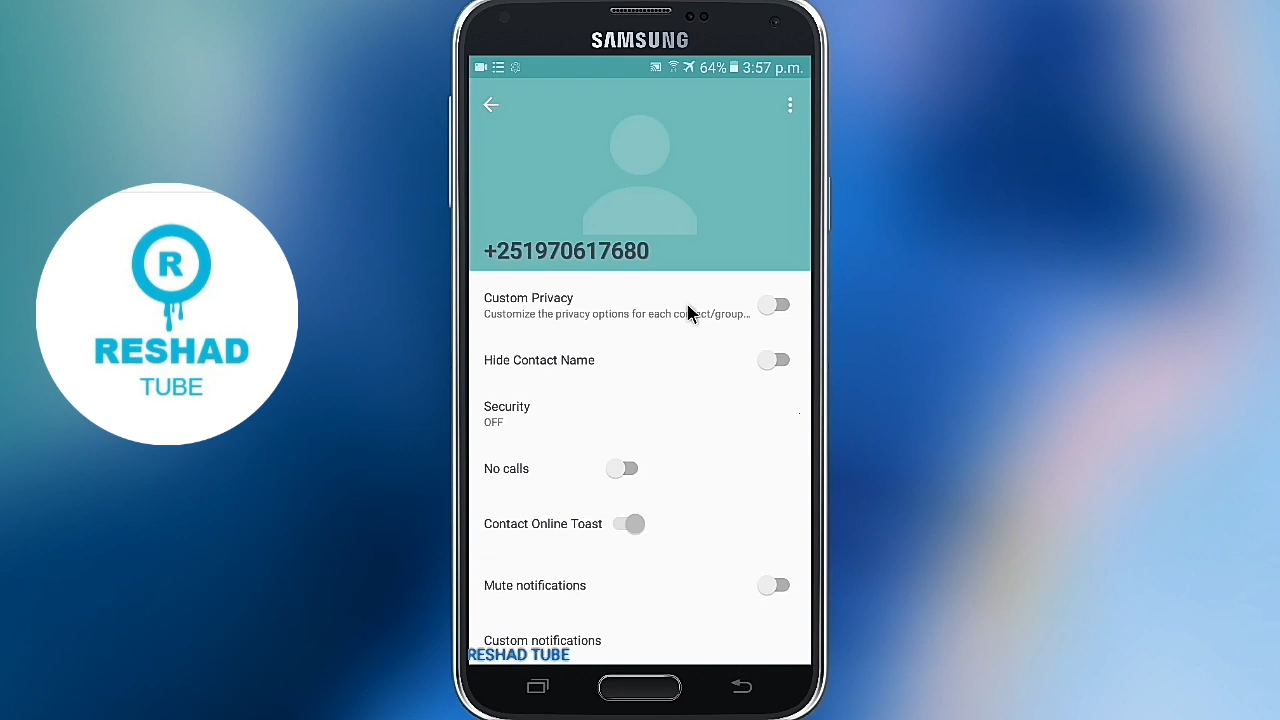 SAMSUNG
64% 3:57 p.m.
+251970617680
Custom Privacy
Customize the privacy options for each contact/group...
Hide Contact Name
Security
OFF
No calls
Contact Online Toast
Mute notifications
Custom notifications
RESHAD TUBE
R
RESHAD
TUBE